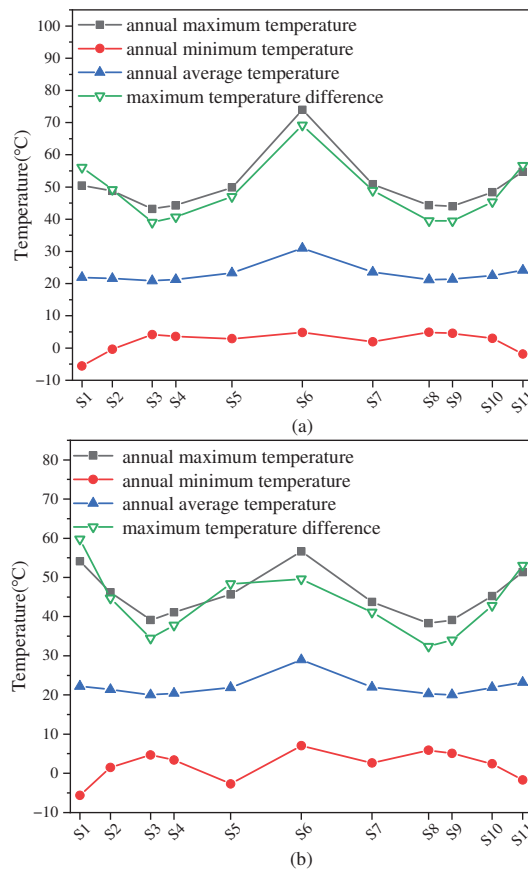 100
90
80
70
60
50
40
30
20
10
0
−10
Temperature(°C)
annual maximum temperature
annual minimum temperature
annual average temperature
maximum temperature difference
S1 S2 S3 S4 S5 S6 S7 S8 S9 S10 S11
(a)
80
70
60
50
40
30
20
10
0
−10
Temperature(°C)
annual maximum temperature
annual minimum temperature
annual average temperature
maximum temperature difference
S1 S2 S3 S4 S5 S6 S7 S8 S9 S10 S11
(b)